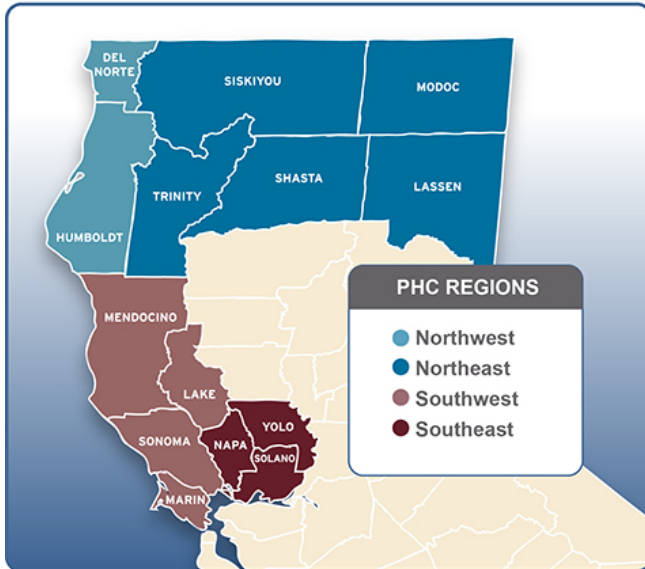 DEL
NORTE
SISKIYOU
MODOC
TRINITY
SHASTA
LASSEN
HUMBOLDT
MENDOCINO
LAKE
SONOMA
NAPA
YOLO
SOLANO
MARIN
PHC REGIONS
Northwest
Northeast
Southwest
Southeast